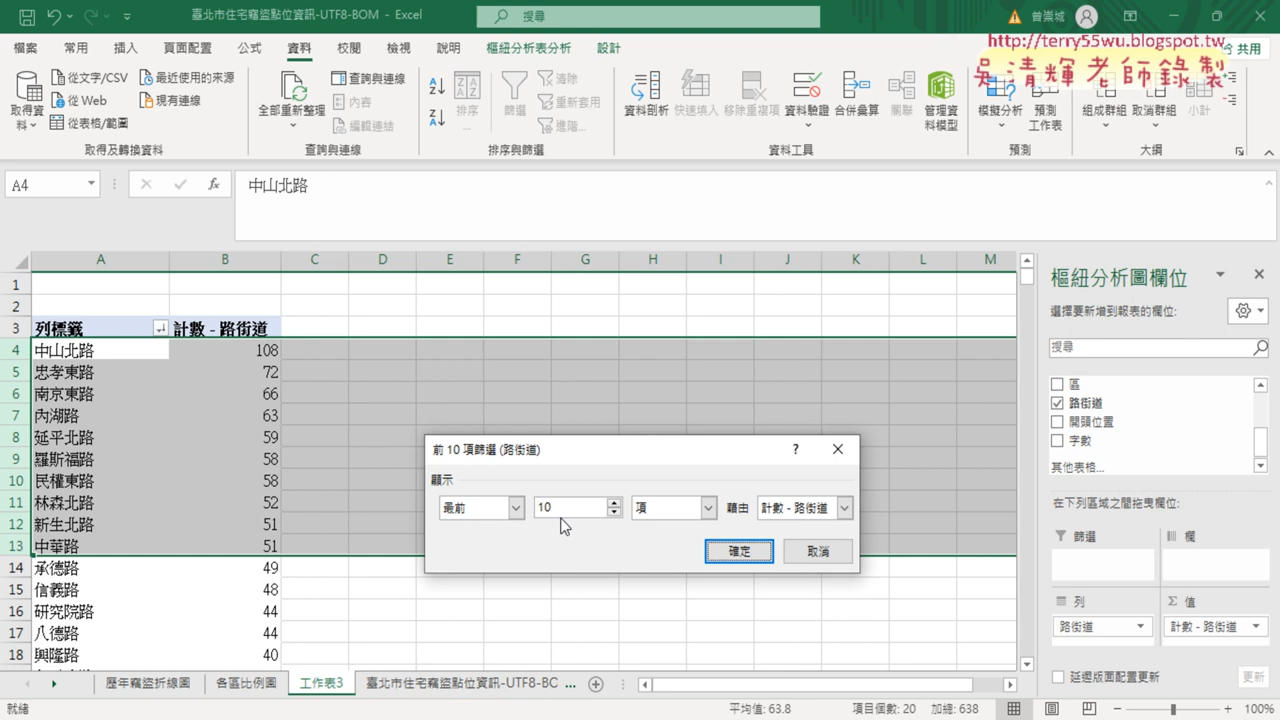 臺北市住宅竊盜點位資訊-UTF8-BOM - Excel
搜尋
曾崇城
http://terry55wu.blogspot.tw
吳清輝老師錄製
檔案 常用 插入 頁面配置 公式 資料 校閱 檢視 說明 樞紐分析表分析 設計 共用
取得資料 從文字/CSV 從 Web 從表格/範圍 最近使用的來源 現有連線
取得及轉換資料
全部重新整理 查詢與連線 內容 編輯連結
查詢與連線
排序 篩選 清除 重新套用 進階...
排序與篩選
資料剖析 快速填入 移除重複項 資料驗證 合併彙算 關聯 管理資料模型
資料工具
模擬分析 預測工作表
預測
組成群組 取消群組 小計
大綱
A4 fx 中山北路
A B C D E F G H I J K L M
1
2
3 列標籤 計數 - 路街道
4 中山北路 108
5 忠孝東路 72
6 南京東路 66
7 內湖路 63
8 延平北路 59
9 羅斯福路 58
10 民權東路 58
11 林森北路 52
12 新生北路 51
13 中華路 51
14 承德路 49
15 信義路 48
16 研究院路 44
17 八德路 44
18 興隆路 40
前 10 項篩選 (路街道) ?
顯示
最前 10 項 藉由 計數 - 路街道
確定 取消
樞紐分析圖欄位
選擇要新增到報表的欄位:
搜尋
區
路街道
開頭位置
字數
其他表格...
在下列區域之間拖曳欄位:
篩選 欄
列 Σ 值
路街道 計數 - 路街道
延遲版面配置更新 更新
歷年竊盜折線圖 各區比例圖 工作表3 臺北市住宅竊盜點位資訊-UTF8-BC ...
就緒 平均值: 63.8 項目個數: 20 加總: 638 100%